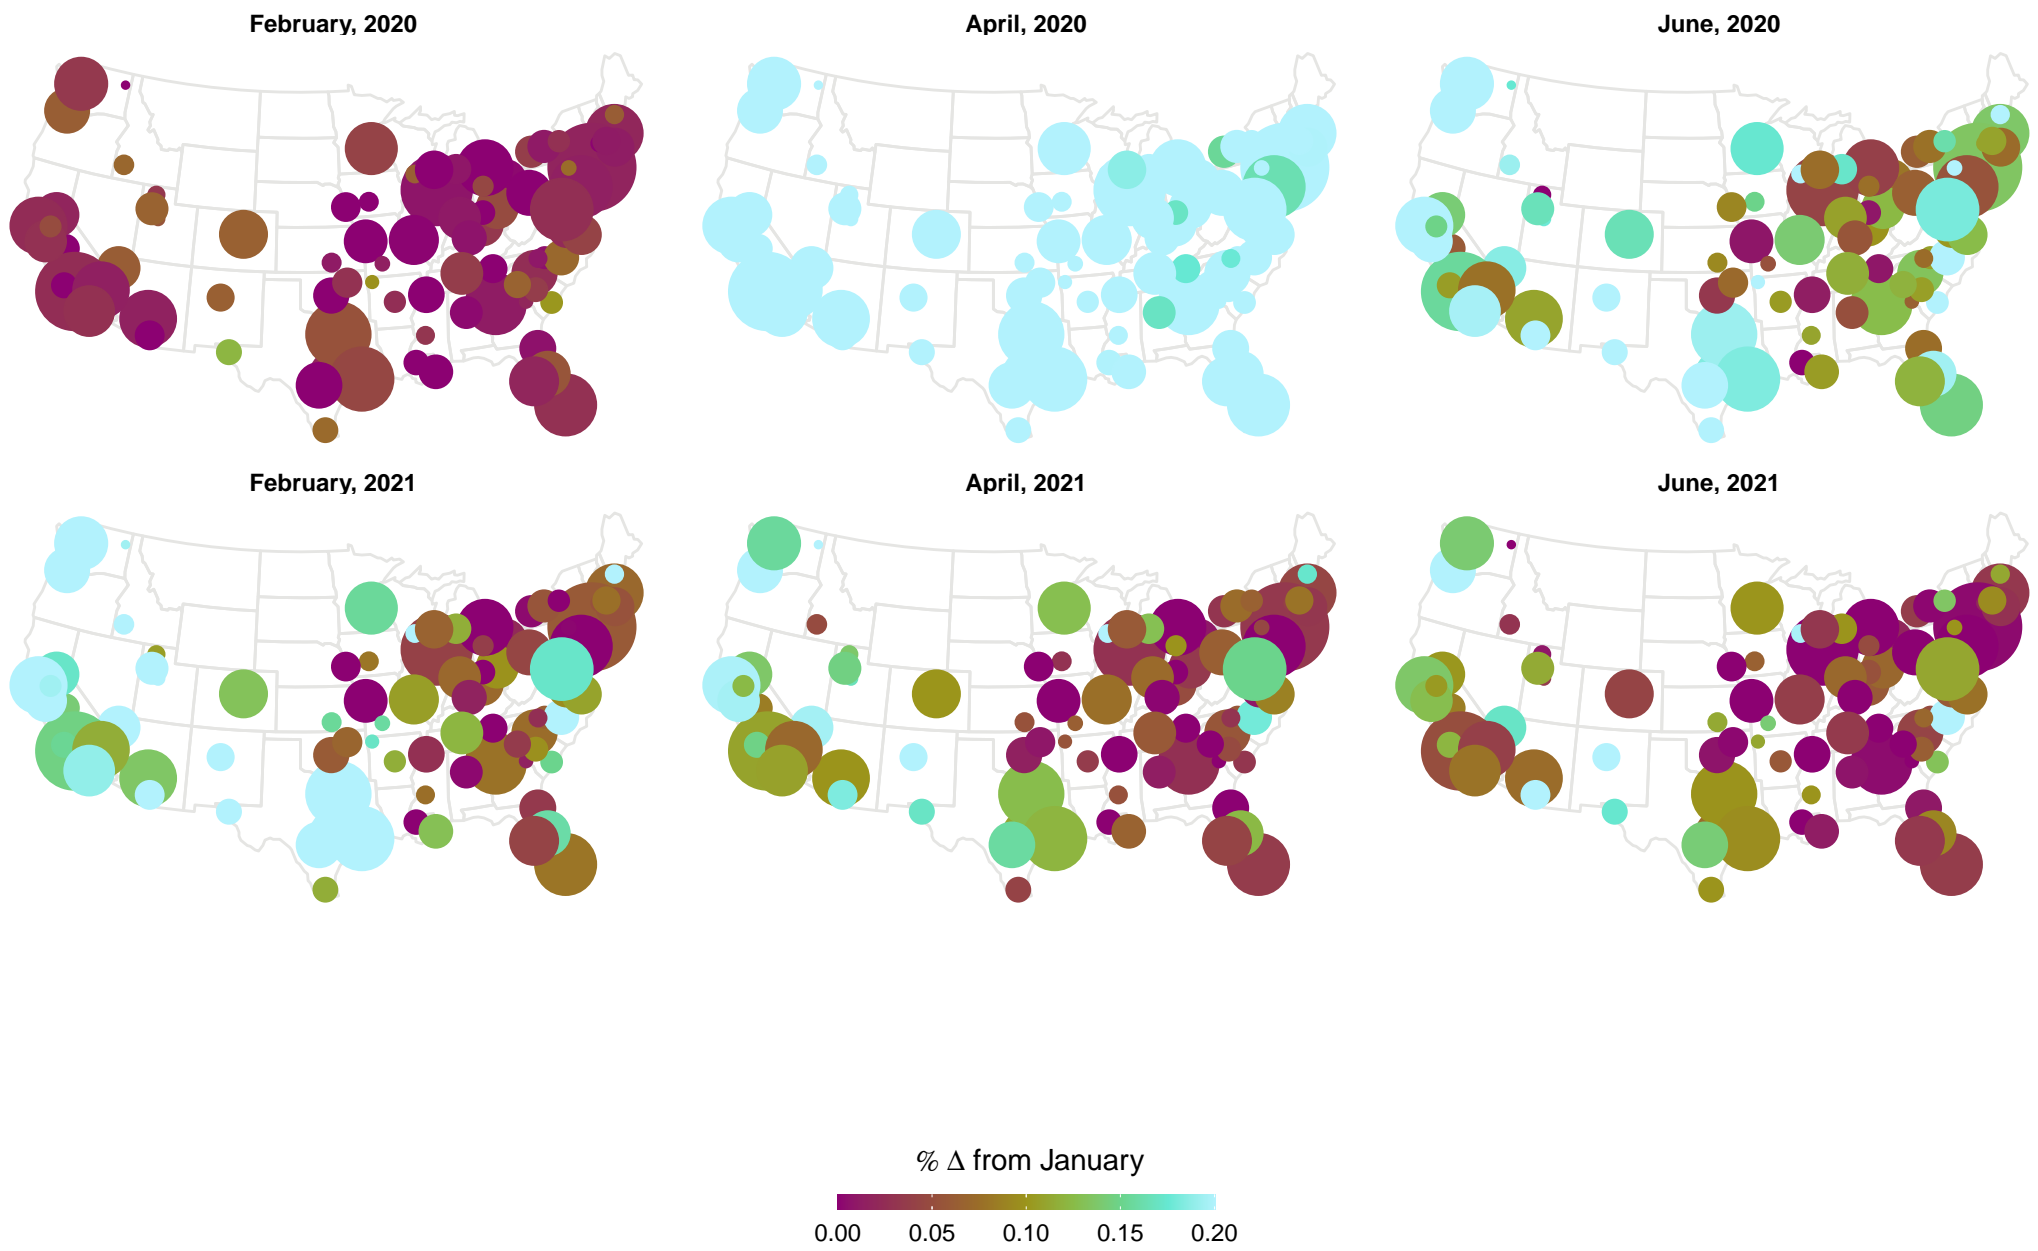 February, 2020
April, 2020
June, 2020
February, 2021
April, 2021
June, 2021
% Δ from January
0.00 0.05 0.10 0.15 0.20